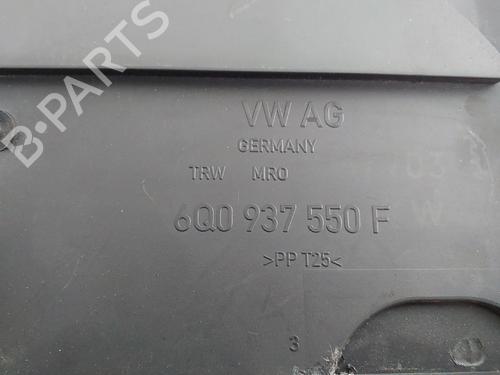 B-PARTS
VW AG
GERMANY
TRW MRO
6Q0 937 550 F
>PP T25<
W
3